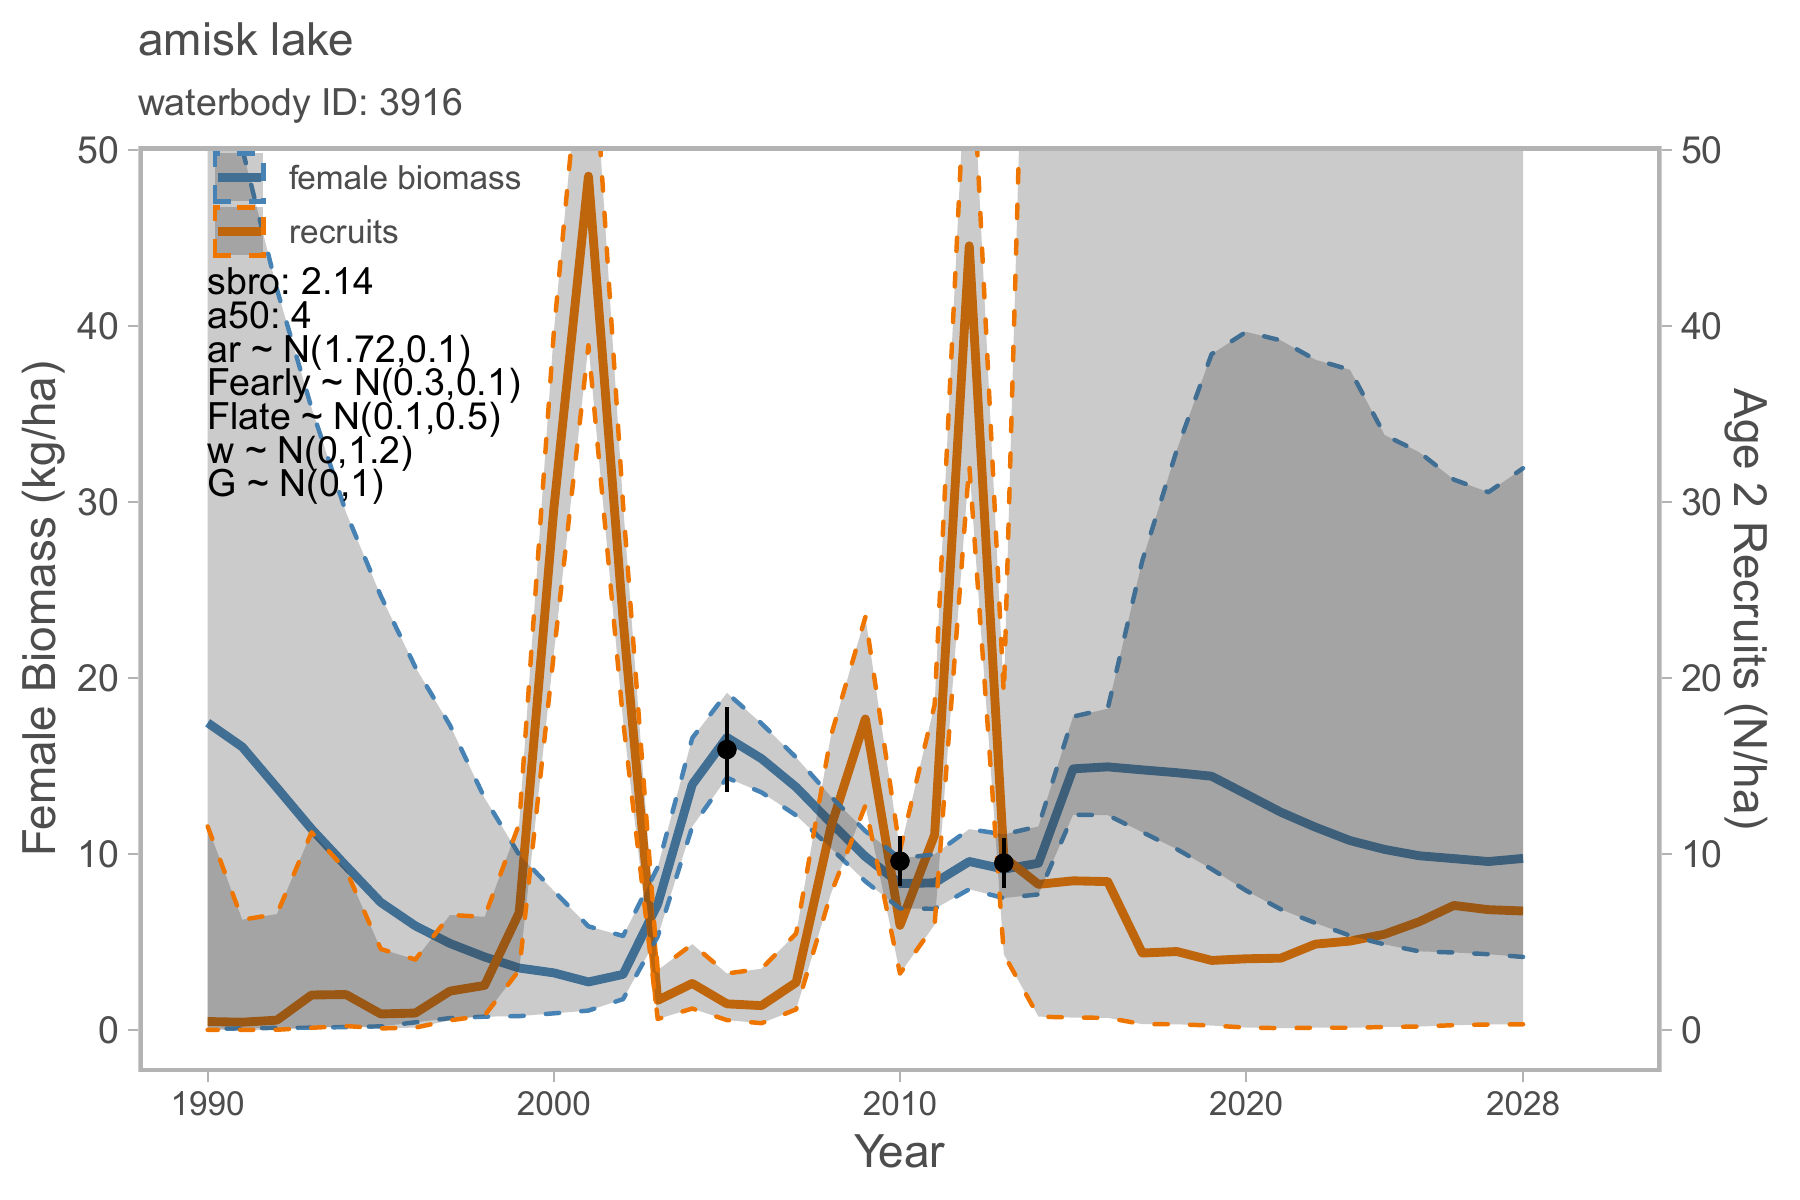 amisk lake
waterbody ID: 3916
50
40
30
20
10
0
50
40
30
20
10
0
female biomass
recruits
sbro: 2.14
a50: 4
ar ~ N(1.72,0.1)
Fearly ~ N(0.3,0.1)
Flate ~ N(0.1,0.5)
w ~ N(0,1.2)
G ~ N(0,1)
Female Biomass (kg/ha)
Age 2 Recruits (N/ha)
1990
2000
2010
2020
2028
Year